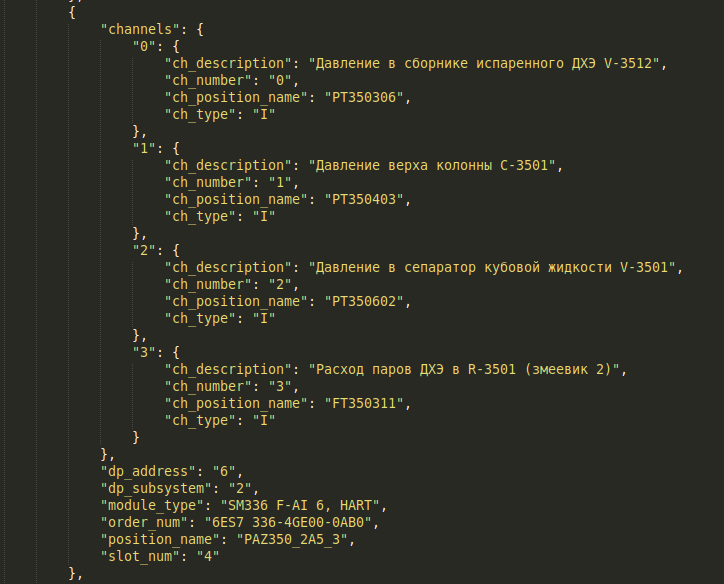 {
"channels": {
"0": {
"ch_description": "Давление в сборнике испаренного ДХЭ V-3512",
"ch_number": "0",
"ch_position_name": "PT350306",
"ch_type": "I"
},
"1": {
"ch_description": "Давление верха колонны С-3501",
"ch_number": "1",
"ch_position_name": "PT350403",
"ch_type": "I"
},
"2": {
"ch_description": "Давление в сепаратор кубовой жидкости V-3501",
"ch_number": "2",
"ch_position_name": "PT350602",
"ch_type": "I"
},
"3": {
"ch_description": "Расход паров ДХЭ в R-3501 (змеевик 2)",
"ch_number": "3",
"ch_position_name": "FT350311",
"ch_type": "I"
}
},
"dp_address": "6",
"dp_subsystem": "2",
"module_type": "SM336 F-AI 6, HART",
"order_num": "6ES7 336-4GE00-0AB0",
"position_name": "PAZ350_2A5_3",
"slot_num": "4"
},